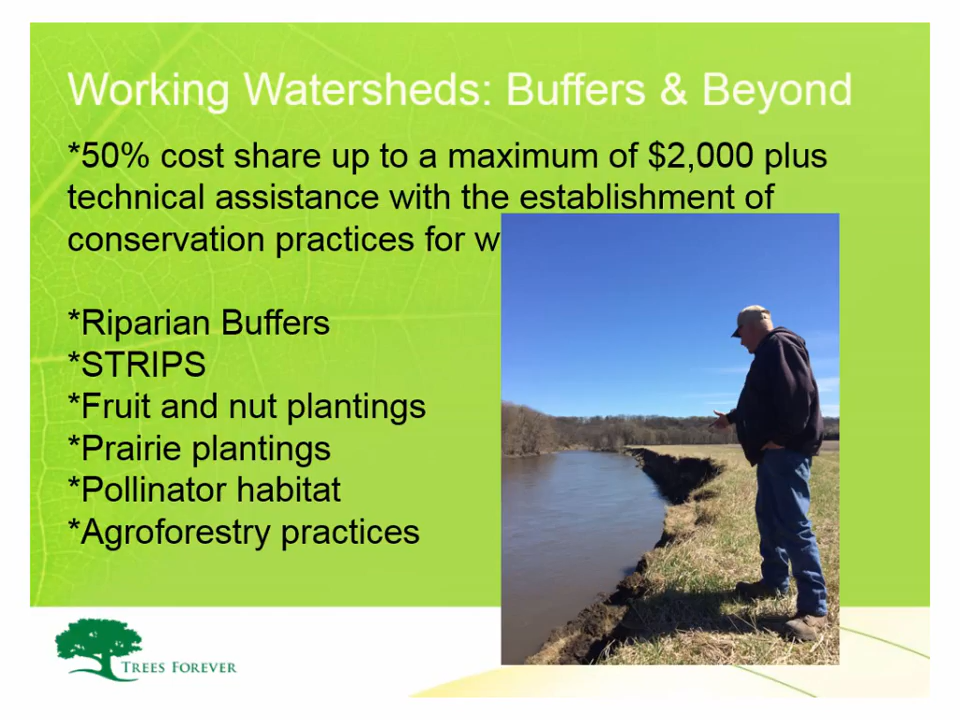 Working Watersheds: Buffers & Beyond
*50% cost share up to a maximum of $2,000 plus
technical assistance with the establishment of
conservation practices for
*Riparian Buffers
*STRIPS
*Fruit and nut plantings
*Prairie plantings
*Pollinator habitat
*Agroforestry practices
TREES FOREVER